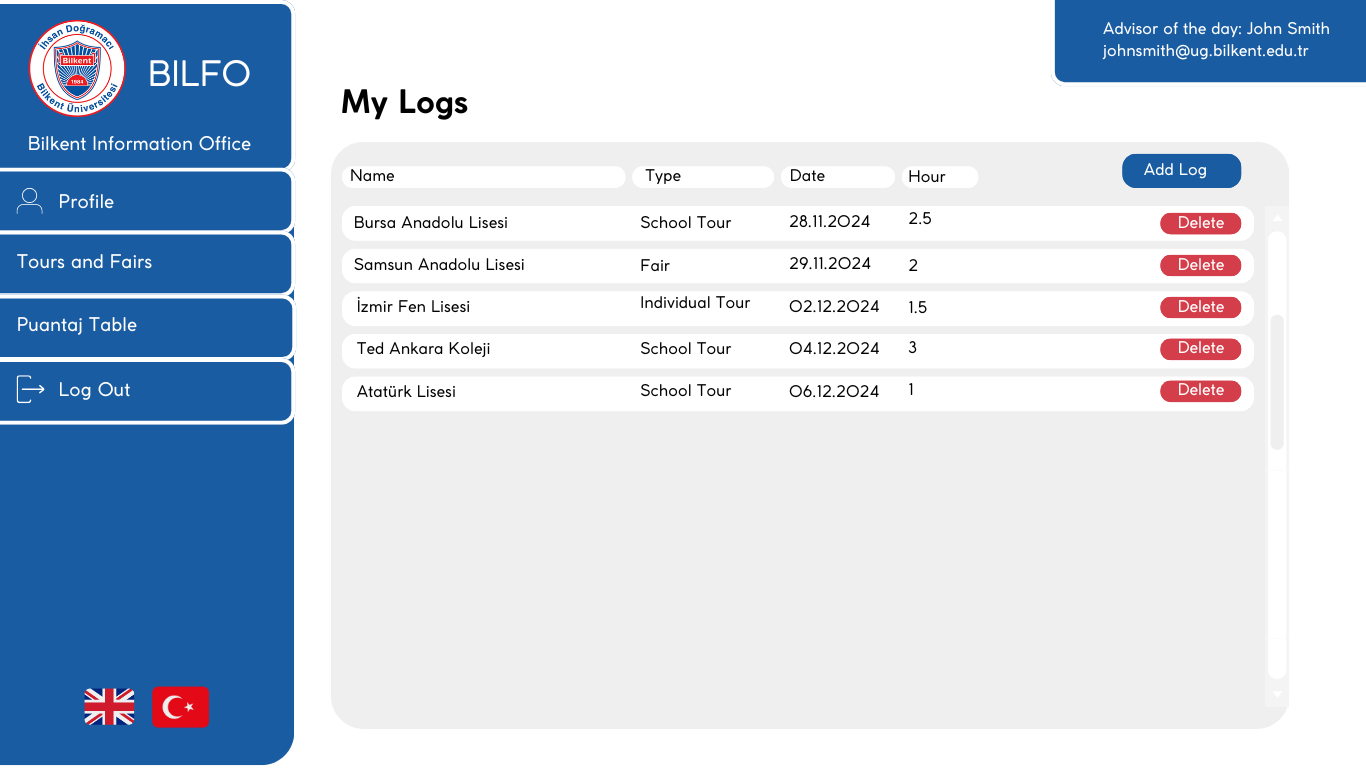 İhsan Doğramacı
Bilkent
1984
Bilkent Üniversitesi
BILFO
Bilkent Information Office
Profile
Tours and Fairs
Puantaj Table
Log Out
Advisor of the day: John Smith
johnsmith@ug.bilkent.edu.tr
My Logs
Name Type Date Hour Add Log
Bursa Anadolu Lisesi School Tour 28.11.2024 2.5 Delete
Samsun Anadolu Lisesi Fair 29.11.2024 2 Delete
İzmir Fen Lisesi Individual Tour 02.12.2024 1.5 Delete
Ted Ankara Koleji School Tour 04.12.2024 3 Delete
Atatürk Lisesi School Tour 06.12.2024 1 Delete